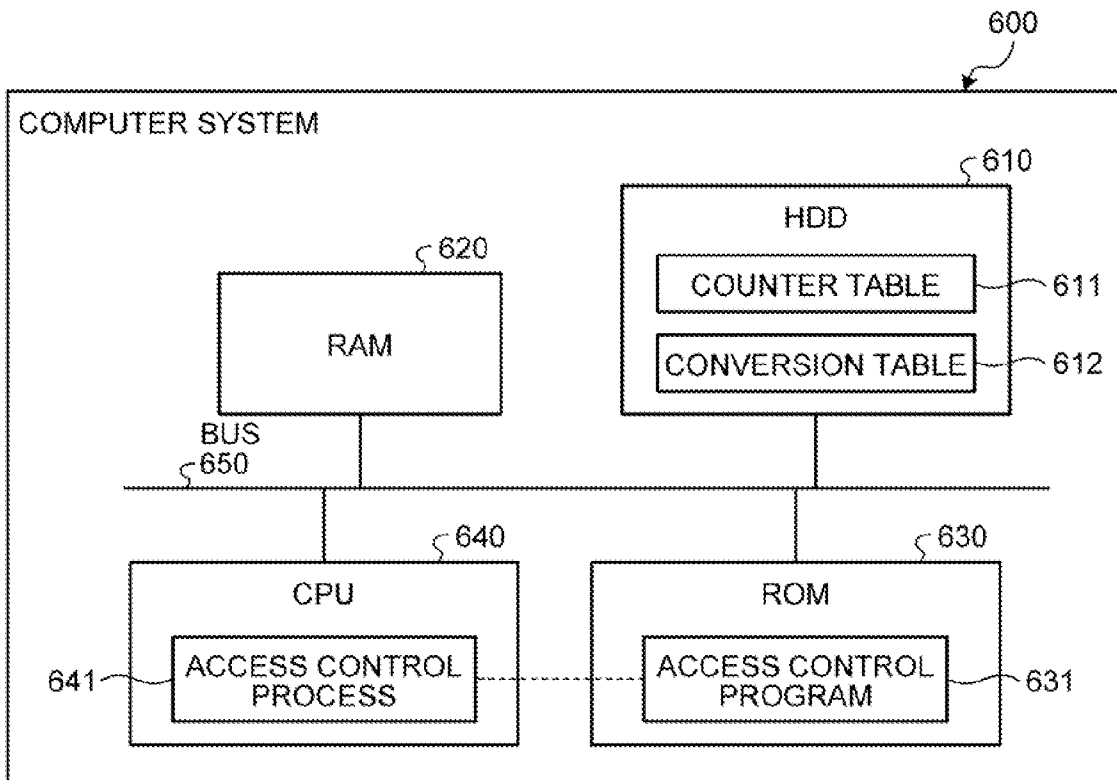 600
COMPUTER SYSTEM
610
HDD
COUNTER TABLE
611
CONVERSION TABLE
612
620
RAM
BUS
650
640
CPU
ACCESS CONTROL
PROCESS
641
630
ROM
ACCESS CONTROL
PROGRAM
631